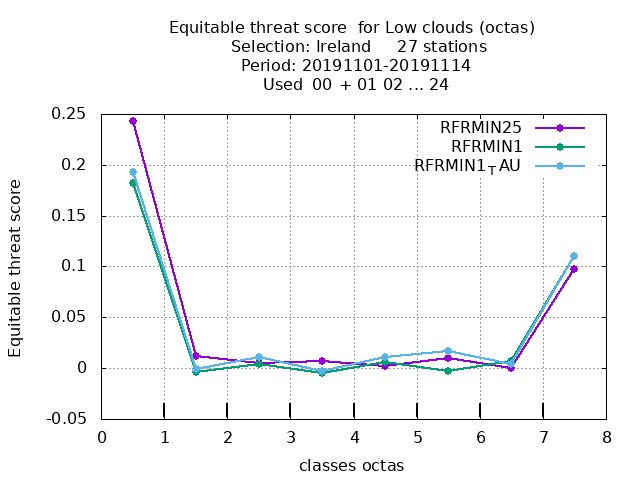 Equitable threat score  for Low clouds (octas)
Selection: Ireland     27 stations
Period: 20191101-20191114
Used  00  + 01 02 ... 24
0.25
0.2
0.15
0.1
0.05
0
-0.05
Equitable threat score
RFRMIN25
RFRMIN1
RFRMIN1TAU
0 1 2 3 4 5 6 7 8
classes octas